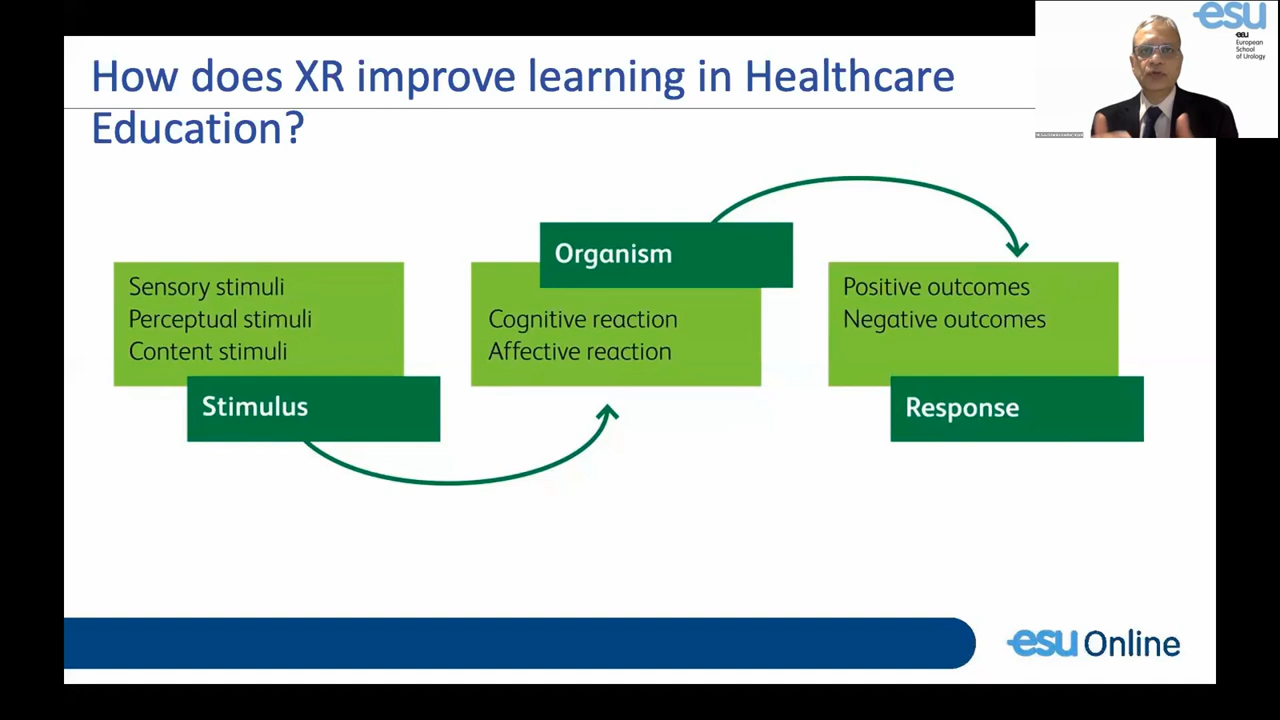 How does XR improve learning in Healthcare
Education?
esu
eau
European
School
of Urology
Organism
Sensory stimuli
Perceptual stimuli
Content stimuli
Stimulus
Cognitive reaction
Affective reaction
Positive outcomes
Negative outcomes
Response
esu Online